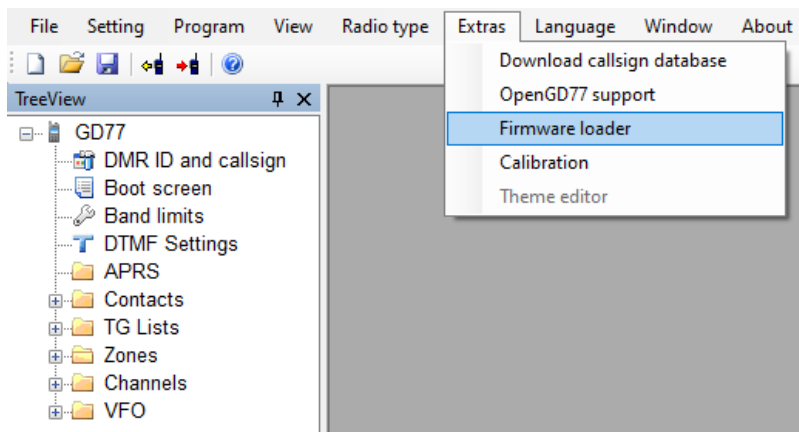 File Setting Program View Radio type Extras Language Window About
Download callsign database
OpenGD77 support
Firmware loader
Calibration
Theme editor
TreeView
GD77
DMR ID and callsign
Boot screen
Band limits
DTMF Settings
APRS
Contacts
TG Lists
Zones
Channels
VFO